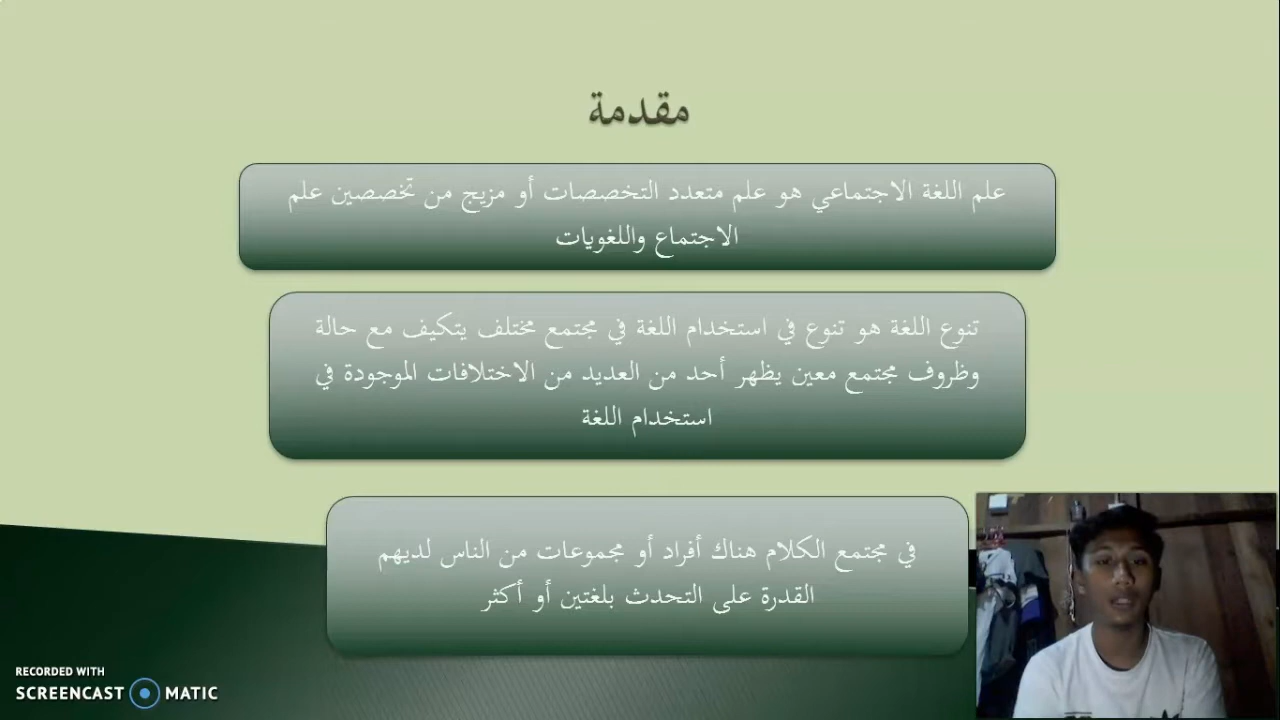 مقدمة
علم اللغة الاجتماعي هو علم متعدد التخصصات أو مزيج من تخصصين علم
الاجتماع واللغويات
تنوع اللغة هو تنوع في استخدام اللغة في مجتمع مختلف يتكيف مع حالة
وظروف مجتمع معين يظهر أحد من العديد من الاختلافات الموجودة في
استخدام اللغة
في مجتمع الكلام هناك أفراد أو مجموعات من الناس لديهم
القدرة على التحدث بلغتين أو أكثر
RECORDED WITH
SCREENCAST MATIC